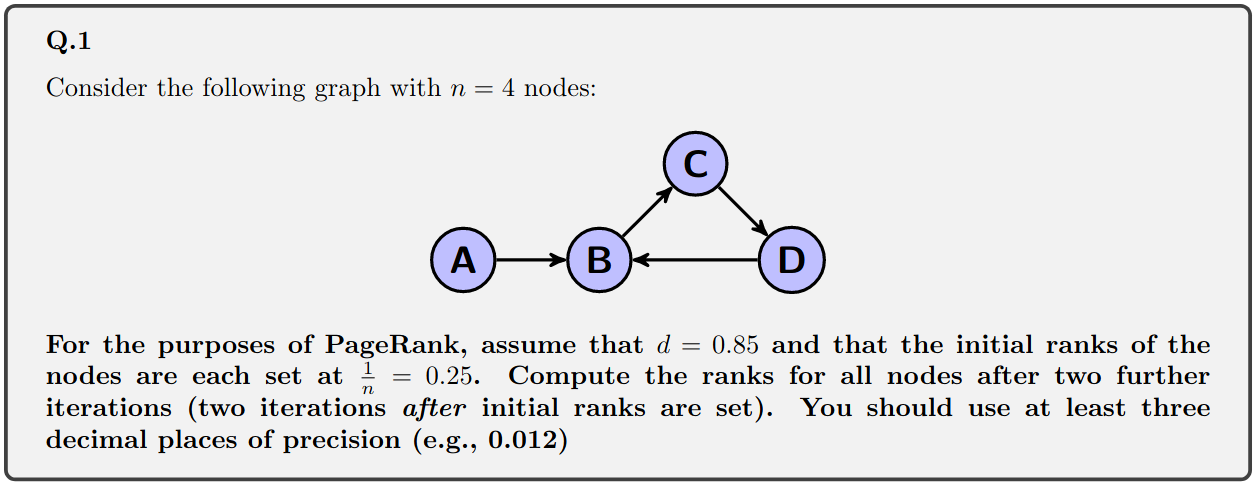 Q.1
Consider the following graph with n = 4 nodes:
C
A B D
For the purposes of PageRank, assume that d = 0.85 and that the initial ranks of the
nodes are each set at 1/n = 0.25. Compute the ranks for all nodes after two further
iterations (two iterations after initial ranks are set). You should use at least three
decimal places of precision (e.g., 0.012)